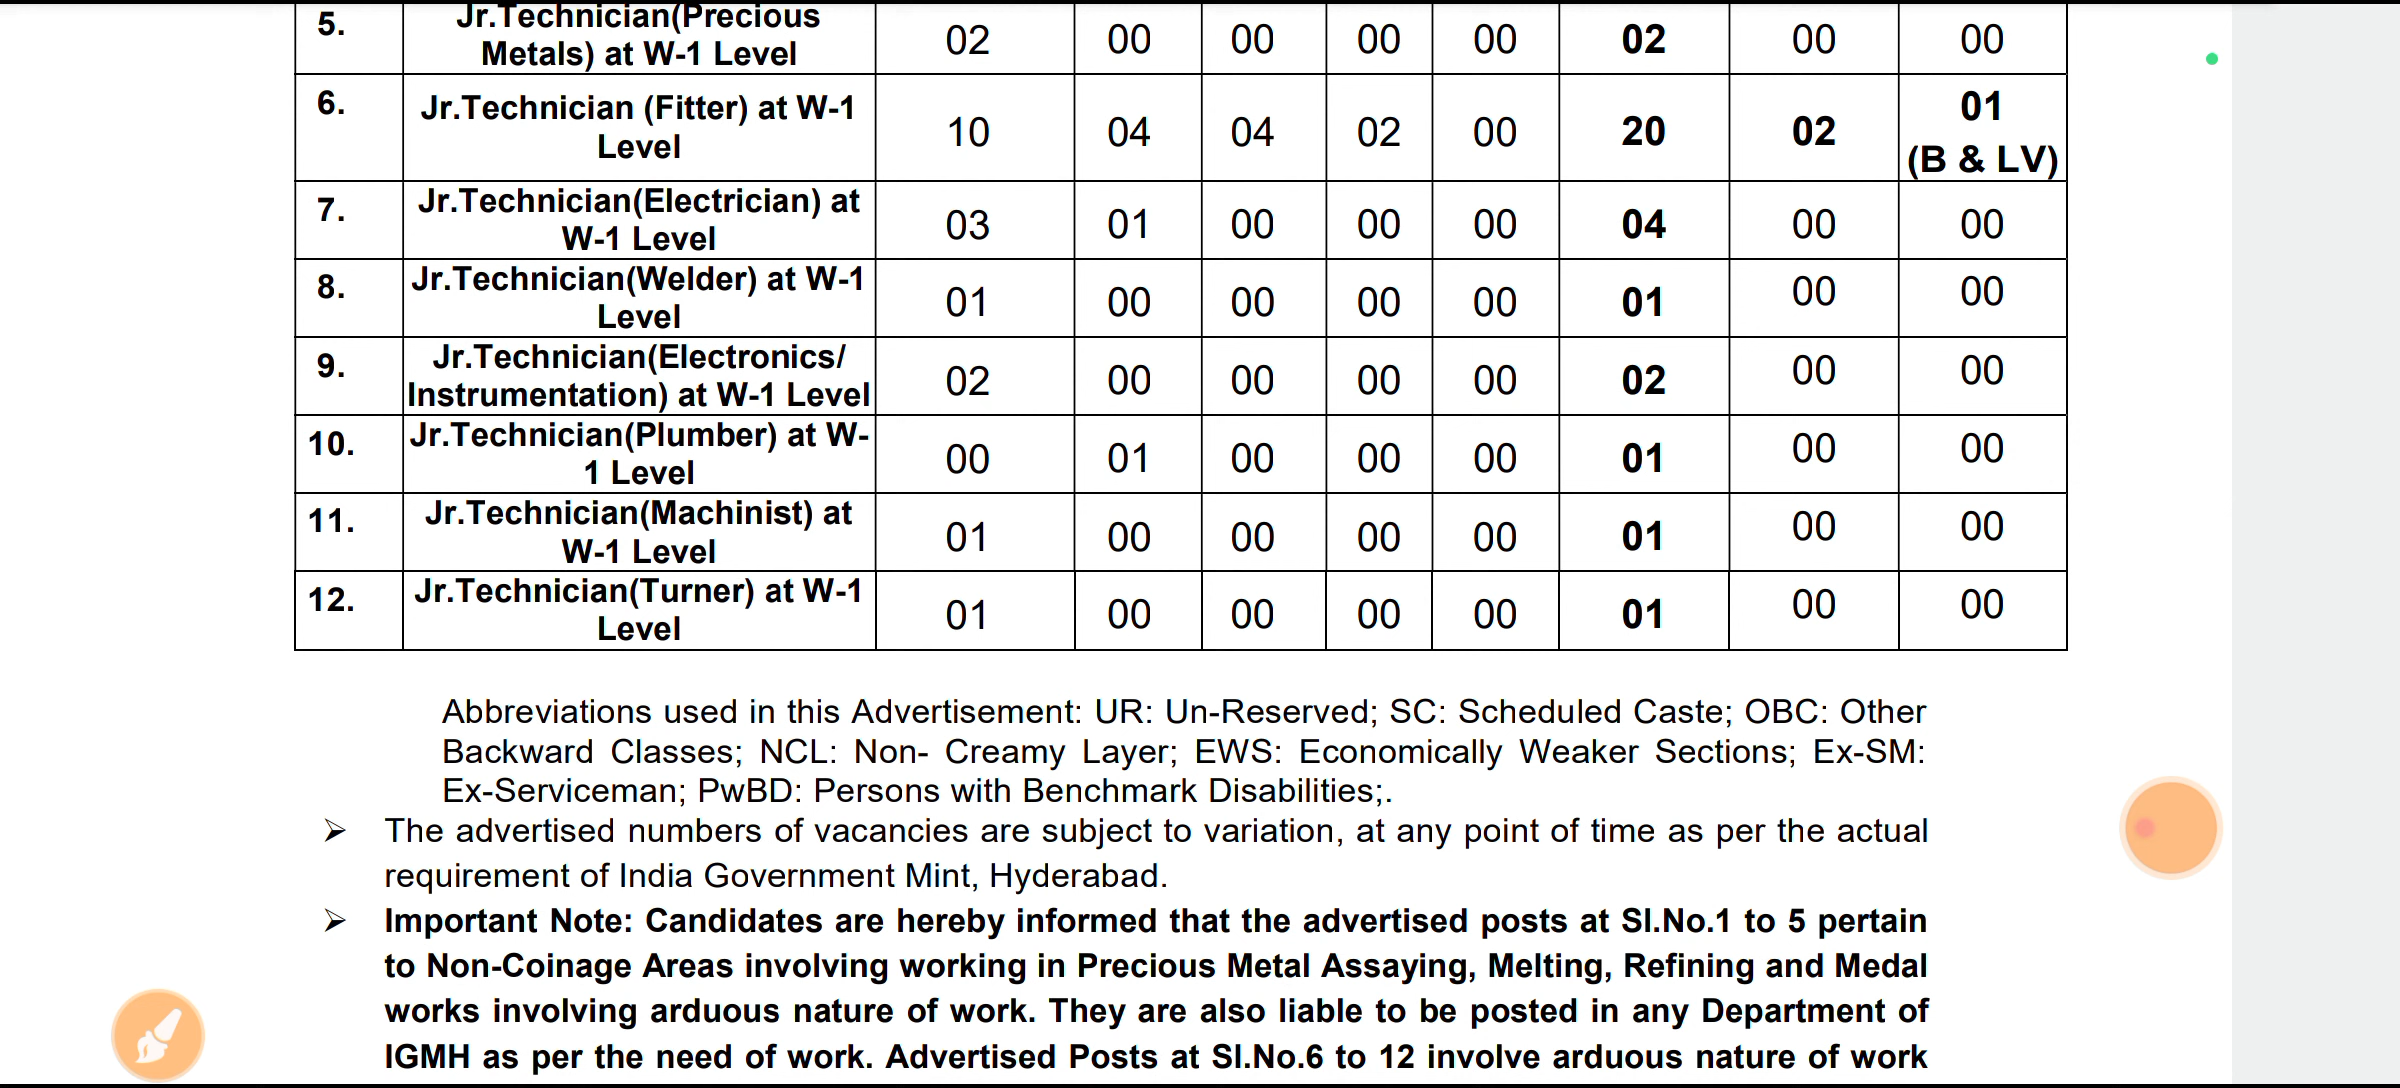 5. Jr.Technician(Precious
Metals) at W-1 Level 02 00 00 00 00 02 00 00
6. Jr.Technician (Fitter) at W-1
Level 10 04 04 02 00 20 02 01
(B & LV)
7. Jr.Technician(Electrician) at
W-1 Level 03 01 00 00 00 04 00 00
8. Jr.Technician(Welder) at W-1
Level 01 00 00 00 00 01 00 00
9. Jr.Technician(Electronics/
Instrumentation) at W-1 Level 02 00 00 00 00 02 00 00
10. Jr.Technician(Plumber) at W-
1 Level 00 01 00 00 00 01 00 00
11. Jr.Technician(Machinist) at
W-1 Level 01 00 00 00 00 01 00 00
12. Jr.Technician(Turner) at W-1
Level 01 00 00 00 00 01 00 00
Abbreviations used in this Advertisement: UR: Un-Reserved; SC: Scheduled Caste; OBC: Other
Backward Classes; NCL: Non- Creamy Layer; EWS: Economically Weaker Sections; Ex-SM:
Ex-Serviceman; PwBD: Persons with Benchmark Disabilities;.
➢ The advertised numbers of vacancies are subject to variation, at any point of time as per the actual
requirement of India Government Mint, Hyderabad.
➢ Important Note: Candidates are hereby informed that the advertised posts at Sl.No.1 to 5 pertain
to Non-Coinage Areas involving working in Precious Metal Assaying, Melting, Refining and Medal
works involving arduous nature of work. They are also liable to be posted in any Department of
IGMH as per the need of work. Advertised Posts at Sl.No.6 to 12 involve arduous nature of work